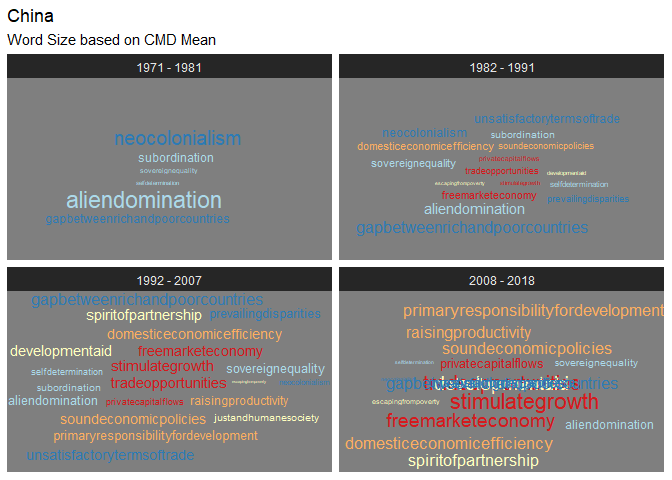 China
Word Size based on CMD Mean
1971 - 1981
neocolonialism
subordination
sovereignequality
selfdetermination
aliendomination
gapbetweenrichandpoorcountries
1982 - 1991
unsatisfactorytermsoftrade
neocolonialism
subordination
domesticeconomicefficiency
soundeconomicpolicies
privatecapitalflows
sovereignequality
tradeopportunities
developmentaid
escapingfrompoverty
stimulategrowth
selfdetermination
freemarketeconomy
prevailingdisparities
aliendomination
gapbetweenrichandpoorcountries
1992 - 2007
gapbetweenrichandpoorcountries
spiritofpartnership
prevailingdisparities
domesticeconomicefficiency
developmentaid
freemarketeconomy
stimulategrowth
selfdetermination
sovereignequality
tradeopportunities
escapingfrompoverty
neocolonialism
subordination
aliendomination
privatecapitalflows
raisingproductivity
soundeconomicpolicies
justandhumanesociety
primaryresponsibilityfordevelopment
unsatisfactorytermsoftrade
2008 - 2018
primaryresponsibilityfordevelopment
raisingproductivity
soundeconomicpolicies
selfdetermination
privatecapitalflows
sovereignequality
gapbetweenrichandpoorcountries
tradeopportunities
developmentaid
escapingfrompoverty
stimulategrowth
freemarketeconomy
aliendomination
domesticeconomicefficiency
spiritofpartnership